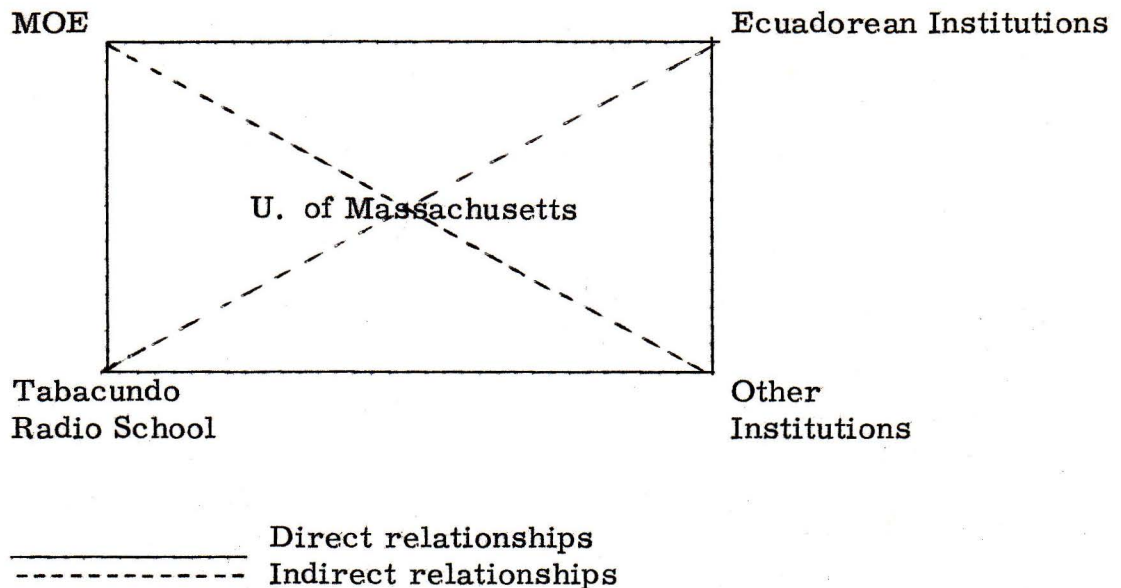 MOE
Ecuadorean Institutions
U. of Massachusetts
Tabacundo
Radio School
Other
Institutions
Direct relationships
Indirect relationships